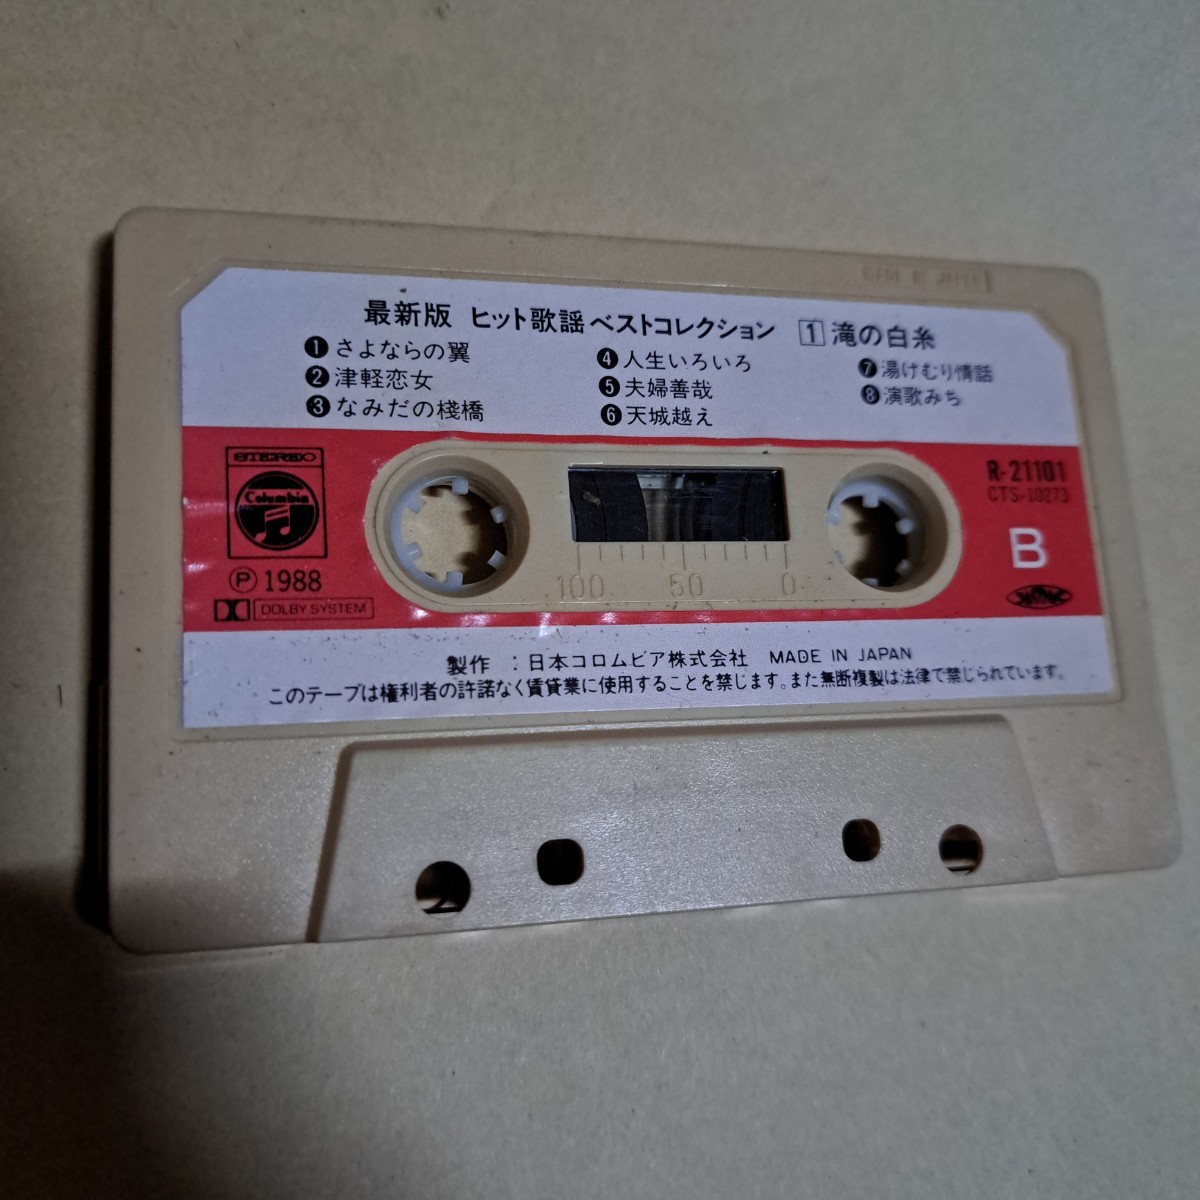 MADE IN JAPAN
最新版 ヒット歌謡ベストコレクション 1 滝の白糸
❶さよならの翼
❷津軽恋女
❸なみだの棧橋
❹人生いろいろ
❺夫婦善哉
❻天城越え
❼湯けむり情話
❽演歌みち
STEREO
Columbia
Ⓟ1988
DOLBY SYSTEM
100 50 0
R-21101
CTS-10273
B
製作 : 日本コロムビア株式会社 MADE IN JAPAN
このテープは権利者の許諾なく賃貸業に使用することを禁じます。また無断複製は法律で禁じられています。